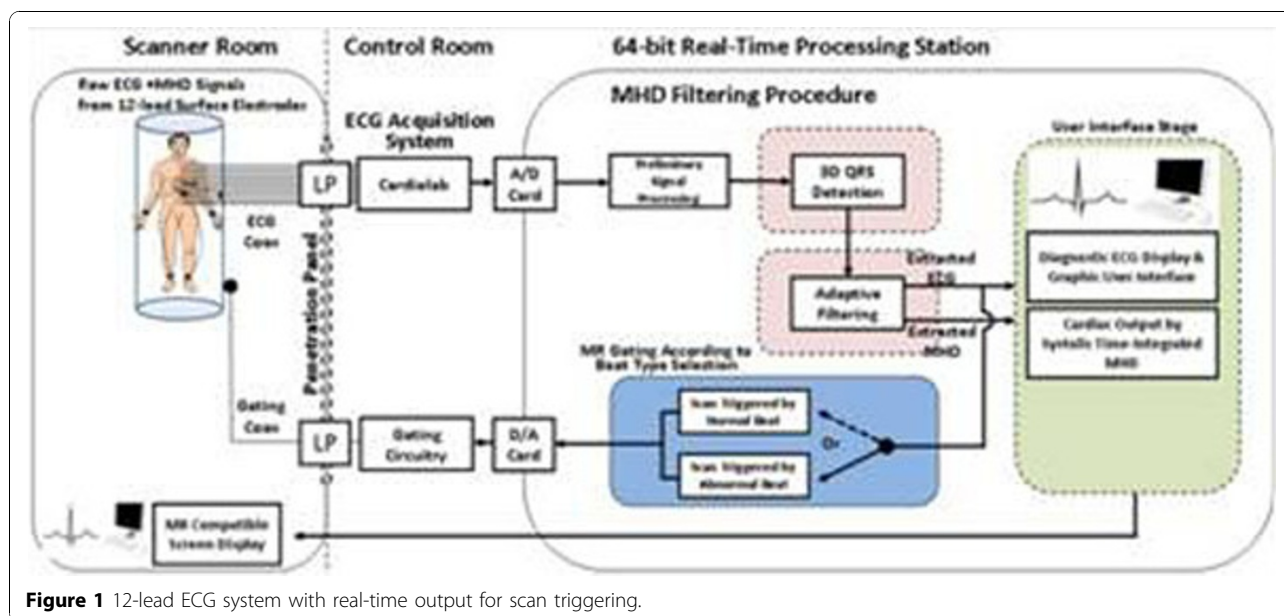 Scanner Room
Control Room
64-bit Real-Time Processing Station
Raw ECG +MHD Signals
from 12-lead Surface Electrodes
MHD Filtering Procedure
ECG Acquisition
System
User Interface Stage
LP
Cardiolab
A/D
Card
Preliminary
Signal
Processing
3D QRS
Detection
ECG
Conn
Penetration Panel
Extracted
ECG
Diagnostic ECG Display &
Graphic User Interface
Adaptive
Filtering
Extracted
MHD
Cardiac Output by
Systolic Time-Integrated
MHD
MR Gating According to
Beat Type Selection
Scan Triggered by
Normal Beat
Or
Scan Triggered by
Abnormal Beat
Gating
Conn
LP
Gating
Circuitry
D/A
Card
MR Compatible
Screen Display
Figure 1 12-lead ECG system with real-time output for scan triggering.